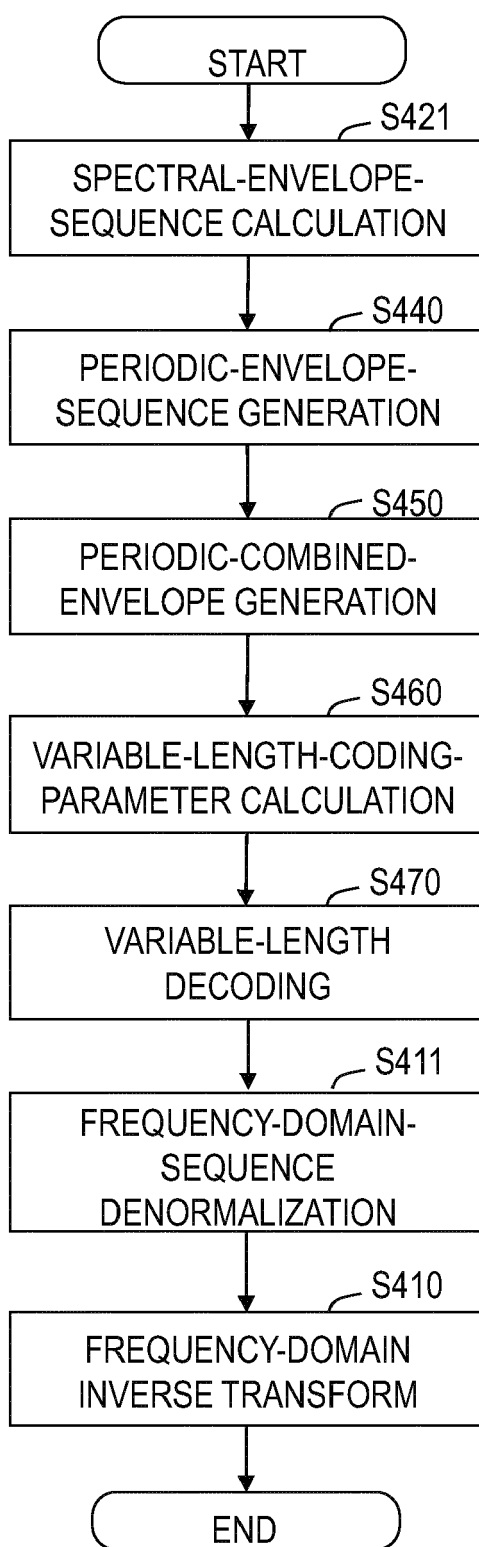 START
S421
SPECTRAL-ENVELOPE-
SEQUENCE CALCULATION
S440
PERIODIC-ENVELOPE-
SEQUENCE GENERATION
S450
PERIODIC-COMBINED-
ENVELOPE GENERATION
S460
VARIABLE-LENGTH-CODING-
PARAMETER CALCULATION
S470
VARIABLE-LENGTH
DECODING
S411
FREQUENCY-DOMAIN-
SEQUENCE
DENORMALIZATION
S410
FREQUENCY-DOMAIN
INVERSE TRANSFORM
END